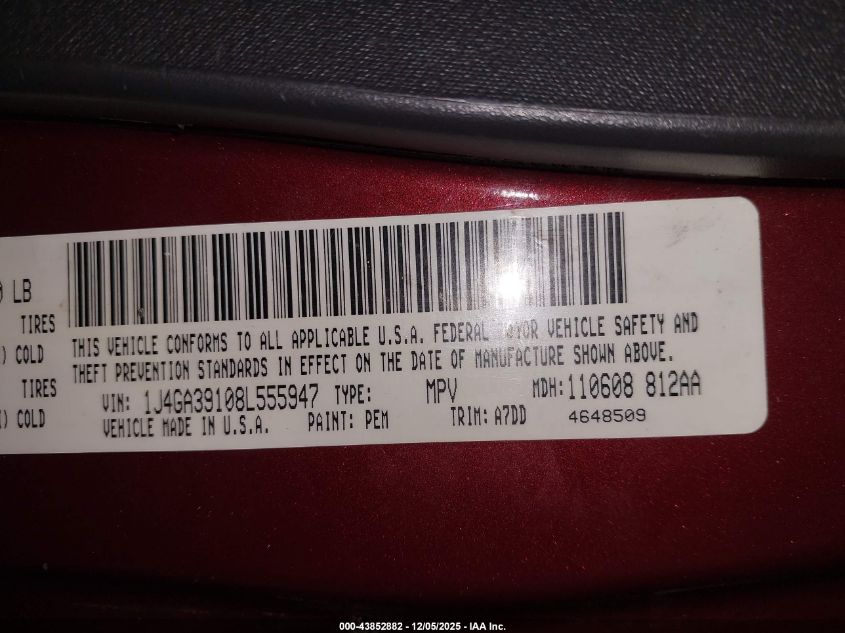 0 LB
TIRES
) COLD
TIRES
) COLD
THIS VEHICLE CONFORMS TO ALL APPLICABLE U.S.A. FEDERAL MOTOR VEHICLE SAFETY AND
THEFT PREVENTION STANDARDS IN EFFECT ON THE DATE OF MANUFACTURE SHOWN ABOVE.
VIN: 1J4GA39108L555947 TYPE: MPV MDH: 110608 812AA
VEHICLE MADE IN U.S.A. PAINT: PEM TRIM: A7DD 4648509
000-43852882 - 12/05/2025 - IAA Inc.